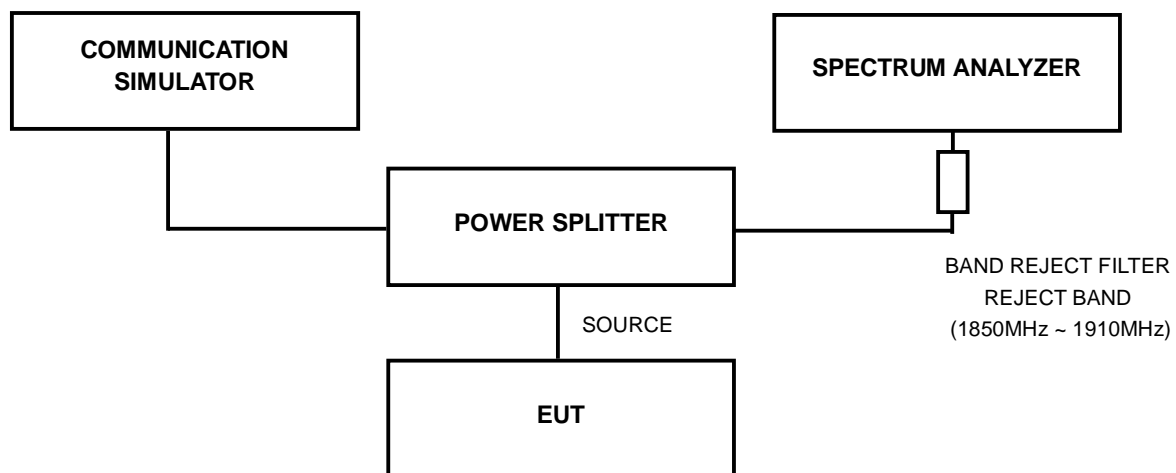 COMMUNICATION
SIMULATOR
SPECTRUM ANALYZER
POWER SPLITTER
BAND REJECT FILTER
REJECT BAND
(1850MHz ~ 1910MHz)
SOURCE
EUT